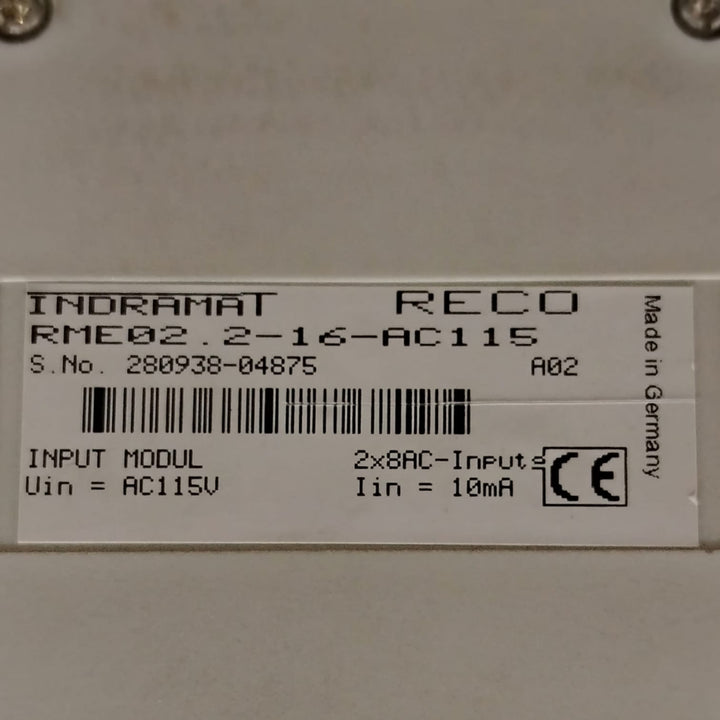 INDRAMAT RECO
RME02.2-16-AC115
S.No. 280938-04875 A02
INPUT MODUL 2x8AC-Inputs
Uin = AC115V Iin = 10mA
CE
Made in Germany